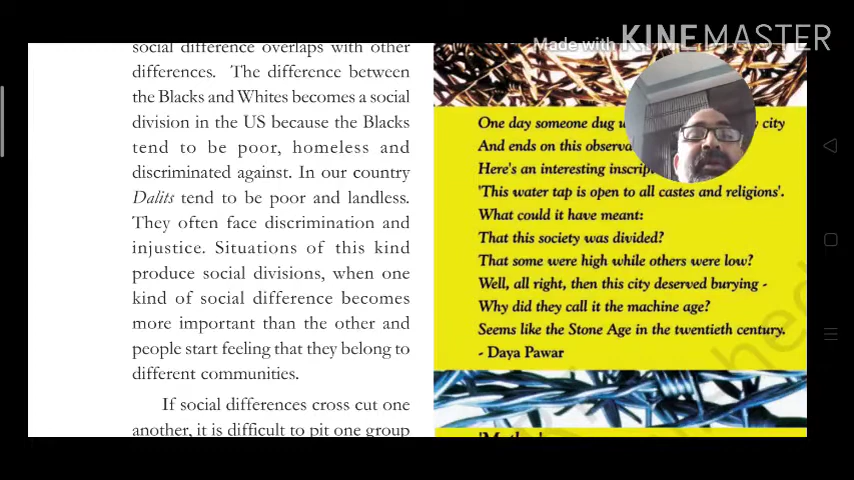 Made with KINEMASTER
social difference overlaps with other
differences. The difference between
the Blacks and Whites becomes a social
division in the US because the Blacks
tend to be poor, homeless and
discriminated against. In our country
Dalits tend to be poor and landless.
They often face discrimination and
injustice. Situations of this kind
produce social divisions, when one
kind of social difference becomes
more important than the other and
people start feeling that they belong to
different communities.
If social differences cross cut one
another, it is difficult to pit one group
One day someone dug city
And ends on this
Here's an interesting
'This water tap is open to all castes and religions'.
What could it have meant:
That this society was divided?
That some were high while others were low?
Well, all right, then this city deserved burying -
Why did they call it the machine age?
Seems like the Stone Age in the twentieth century.
- Daya Pawar